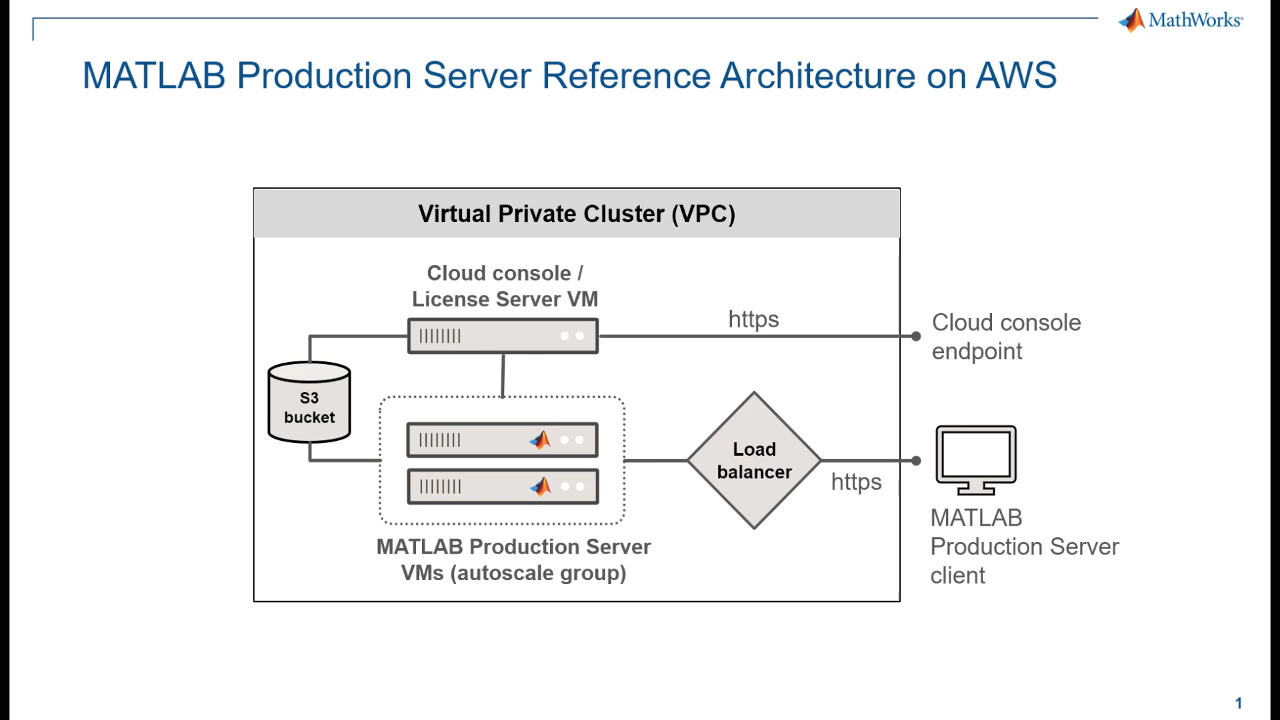 MathWorks
MATLAB Production Server Reference Architecture on AWS
Virtual Private Cluster (VPC)
Cloud console /
License Server VM
https
Cloud console
endpoint
S3
bucket
Load
balancer
https
MATLAB Production Server
VMs (autoscale group)
MATLAB
Production Server
client
1